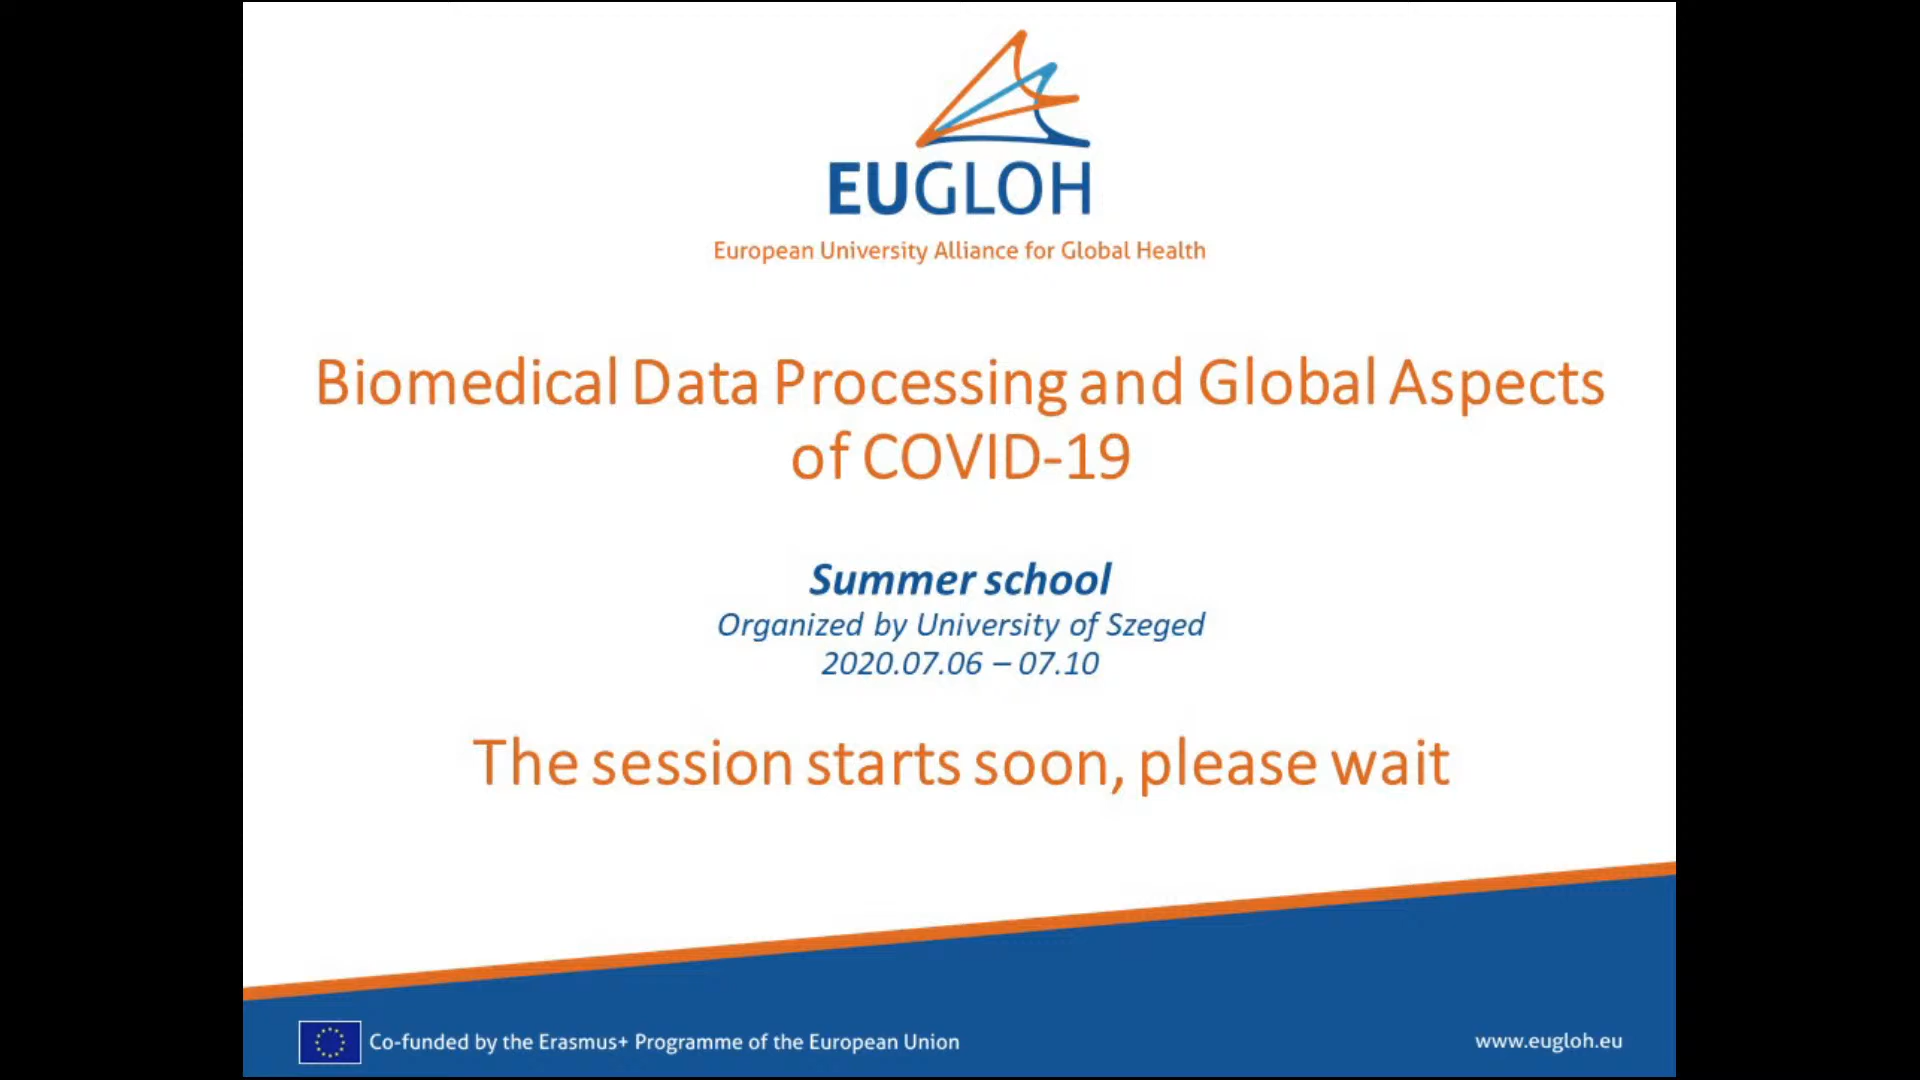 EUGLOH
European University Alliance for Global Health
Biomedical Data Processing and Global Aspects
of COVID-19
Summer school
Organized by University of Szeged
2020.07.06 – 07.10
The session starts soon, please wait
Co-funded by the Erasmus+ Programme of the European Union
www.eugloh.eu